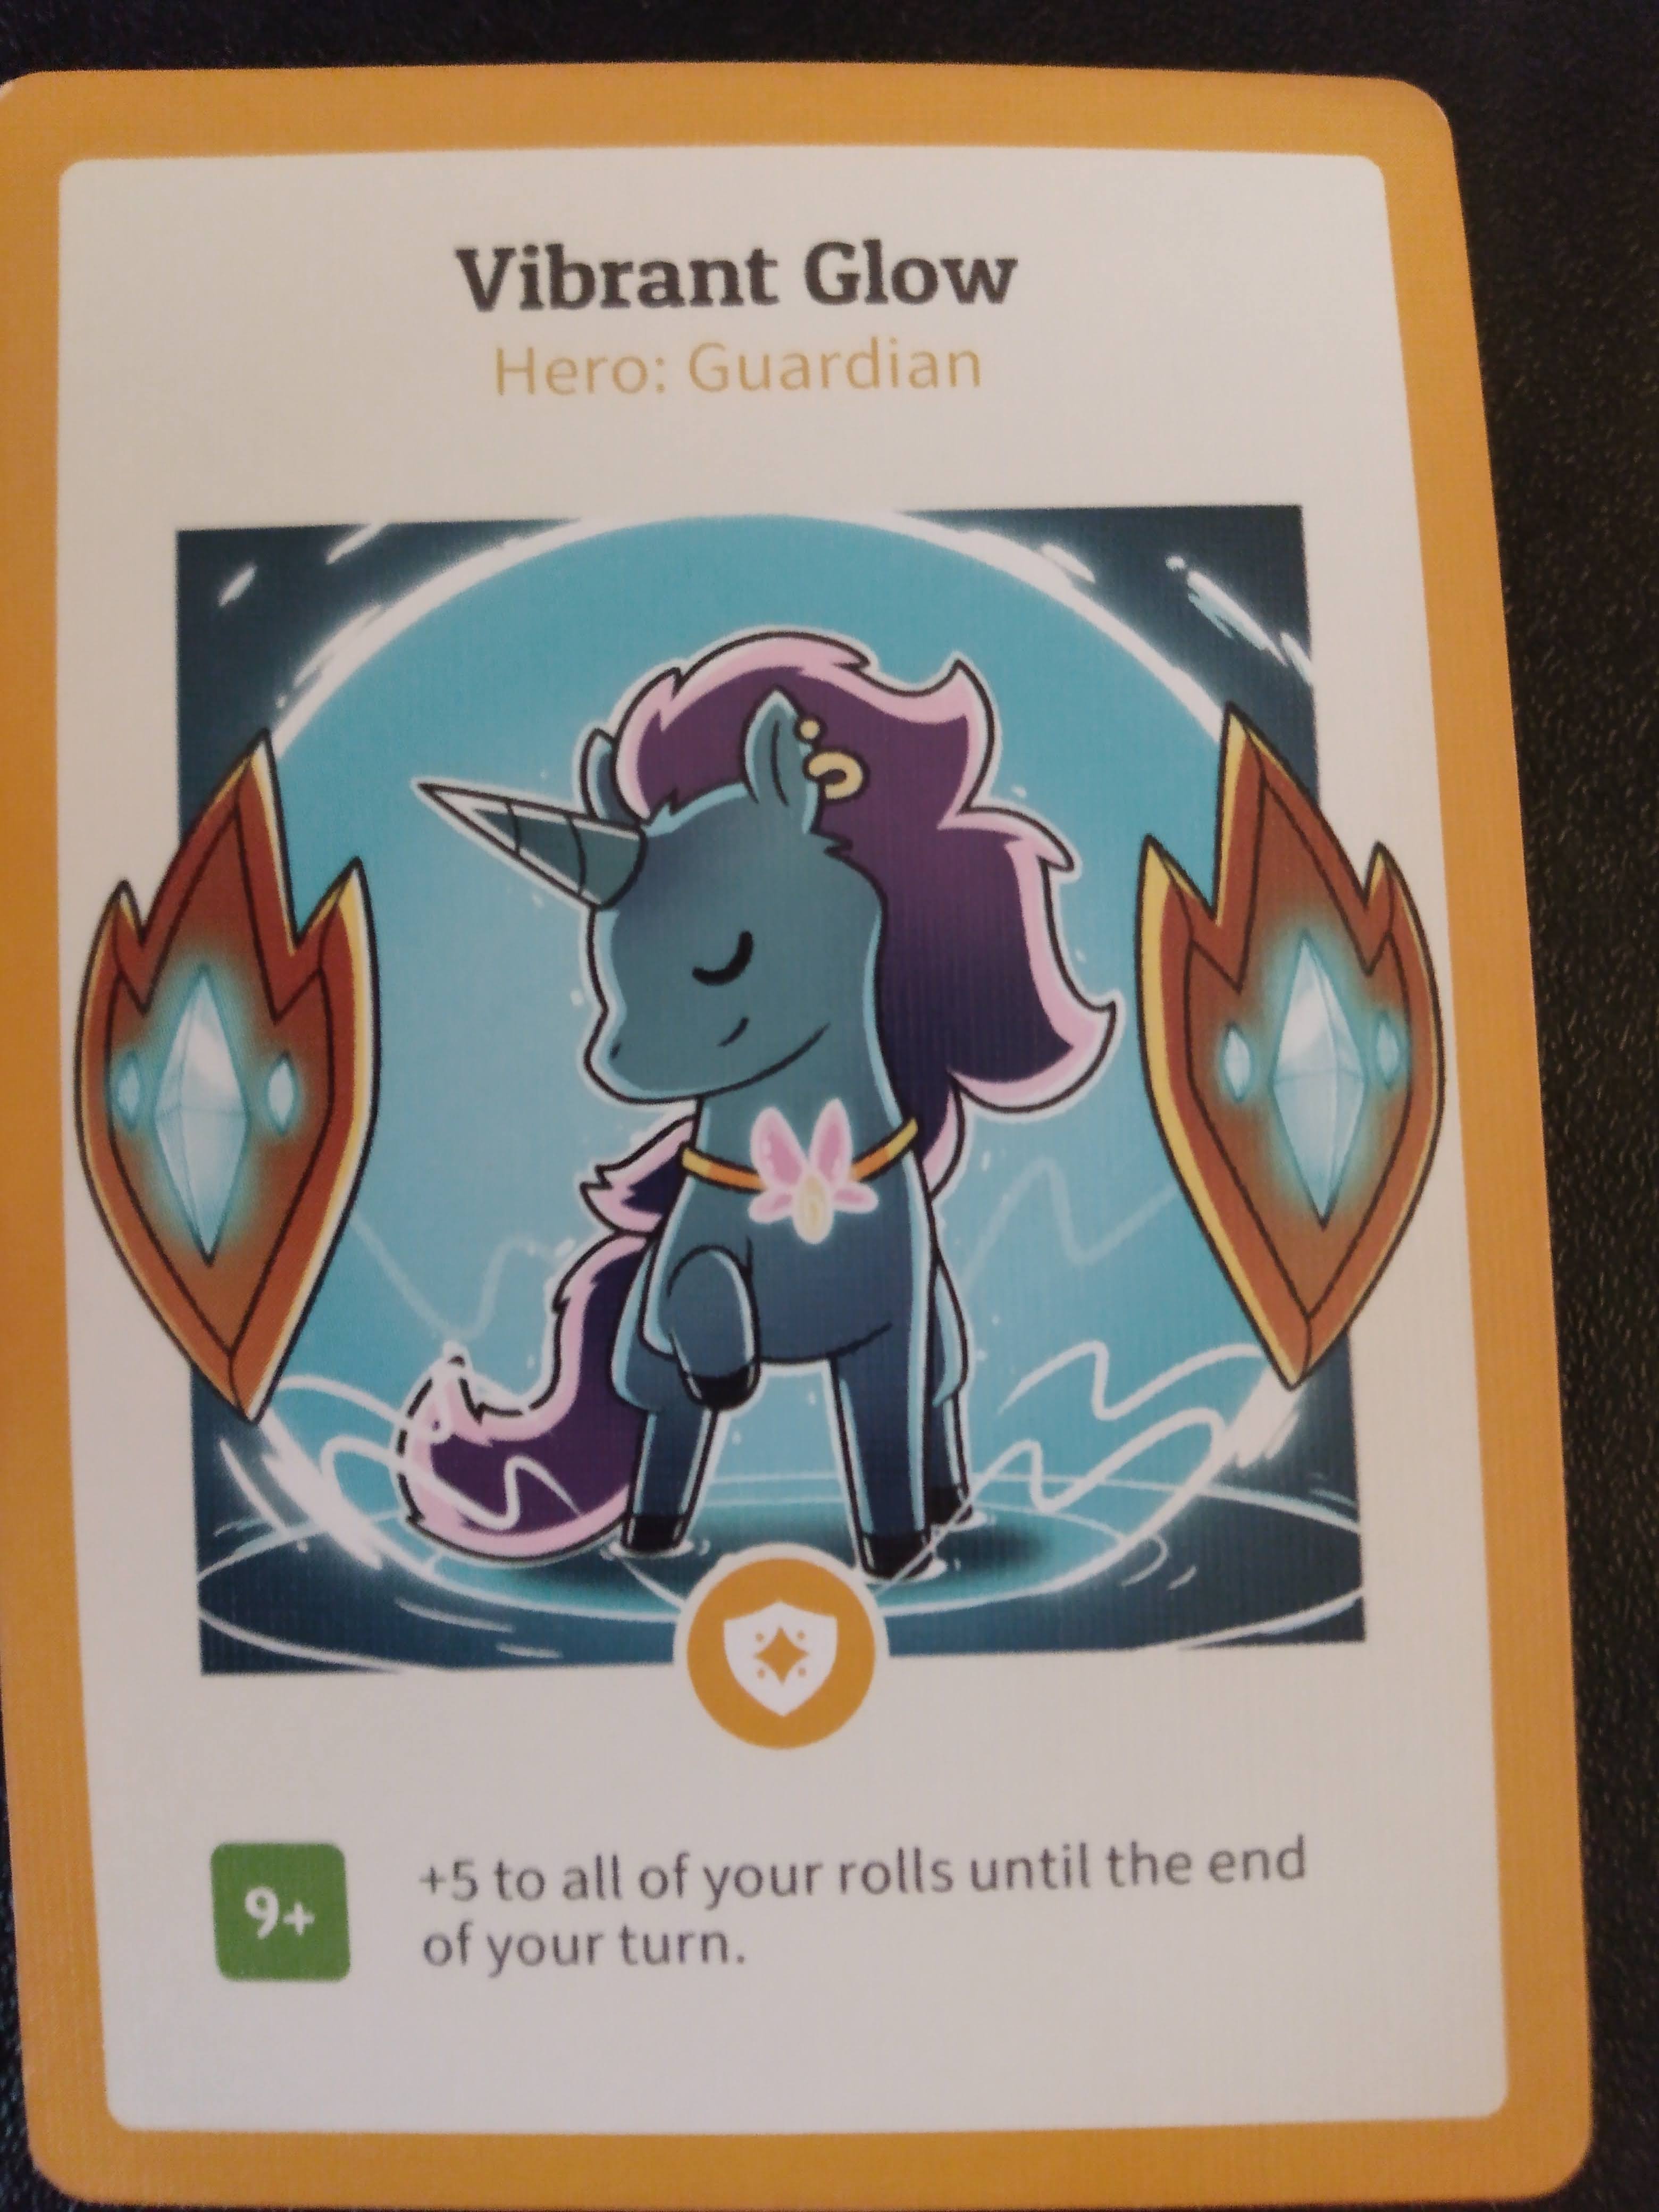 Vibrant Glow
Hero: Guardian
9+
+5 to all of your rolls until the end
of your turn.